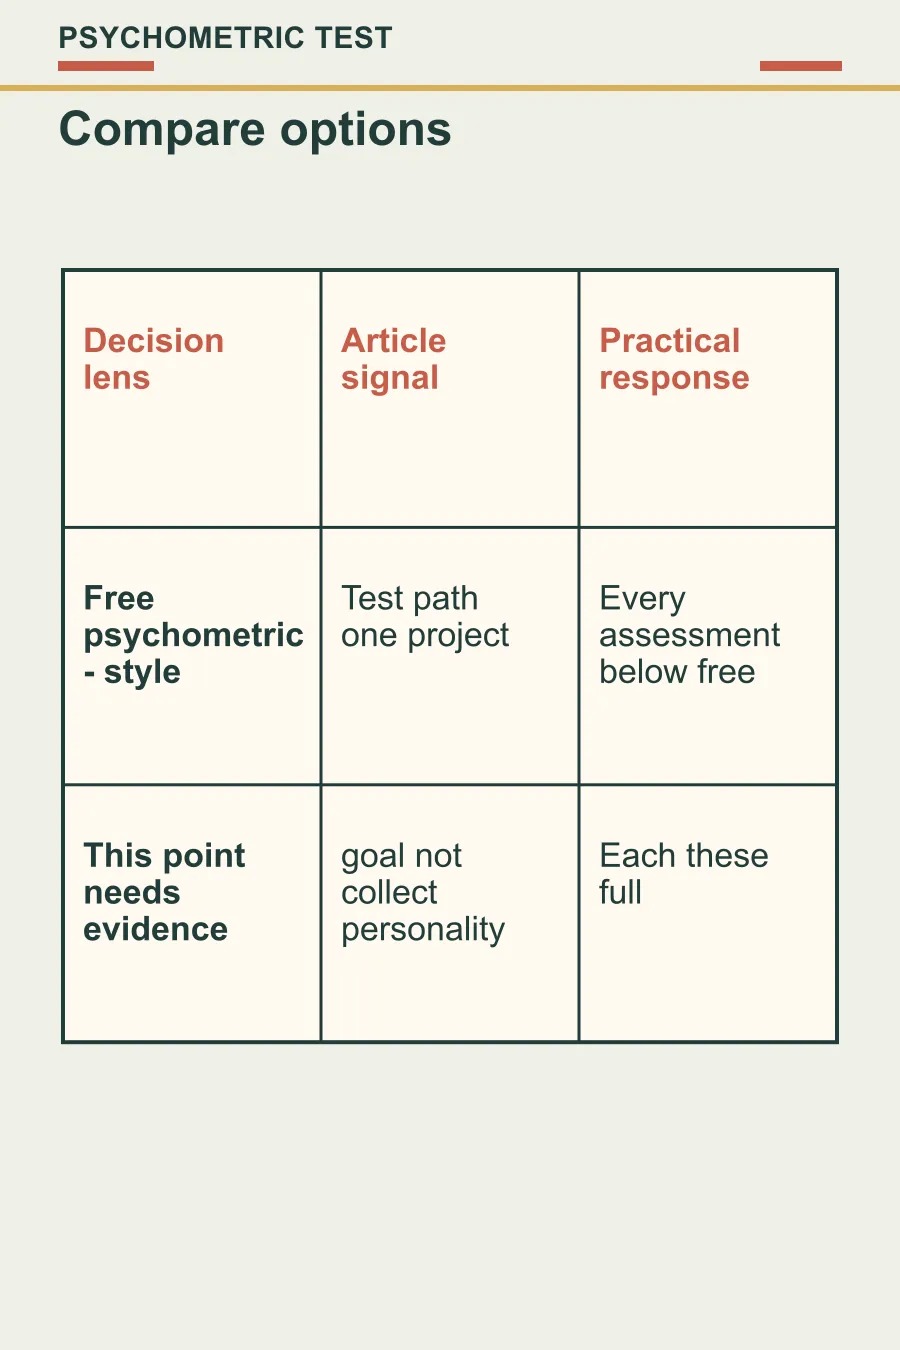 PSYCHOMETRIC TEST
Compare options
Decision
lens
Article
signal
Practical
response
Free
psychometric
- style
Test path
one project
Every
assessment
below free
This point
needs
evidence
goal not
collect
personality
Each these
full